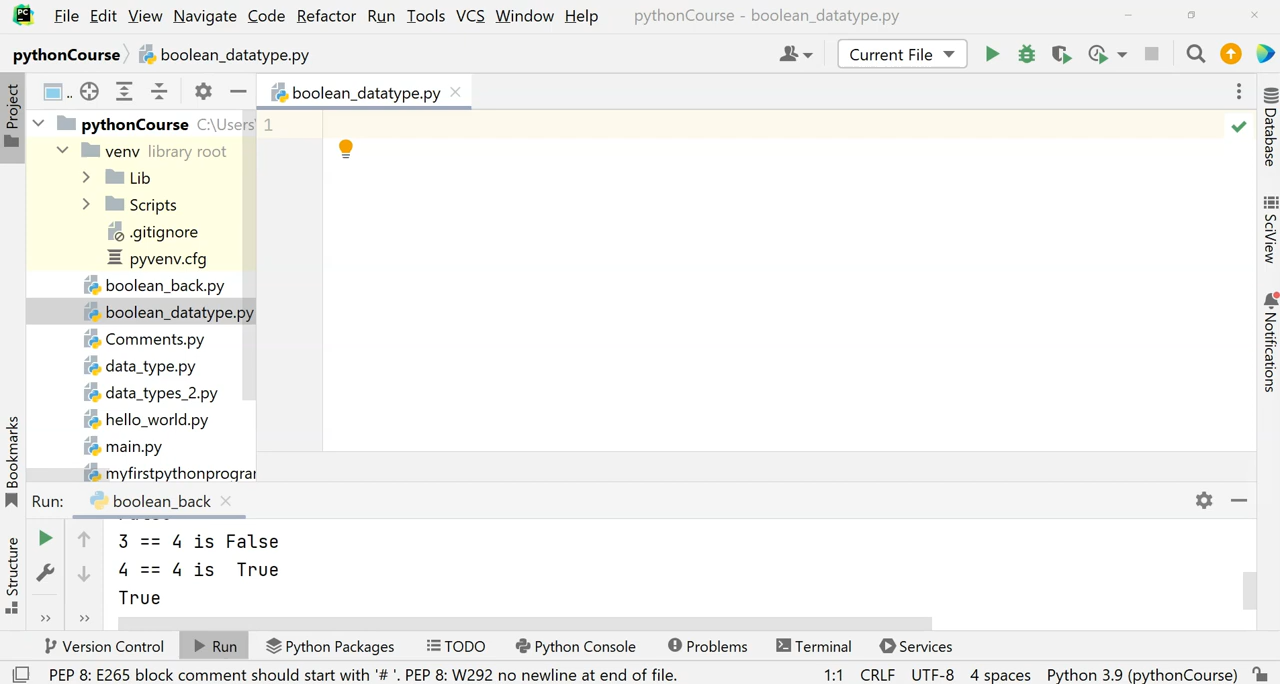 PC File Edit View Navigate Code Refactor Run Tools VCS Window Help pythonCourse - boolean_datatype.py
pythonCourse boolean_datatype.py Current File
Project .. boolean_datatype.py
pythonCourse C:\Users 1
venv library root
Lib
Scripts
.gitignore
pyvenv.cfg
boolean_back.py
boolean_datatype.py
Comments.py
data_type.py
data_types_2.py
hello_world.py
main.py
myfirstpythonprogram
Database
SciView
Notifications
Bookmarks
Structure
Run: boolean_back
False
3 == 4 is False
4 == 4 is  True
True
Version Control Run Python Packages TODO Python Console Problems Terminal Services
PEP 8: E265 block comment should start with '# '. PEP 8: W292 no newline at end of file. 1:1 CRLF UTF-8 4 spaces Python 3.9 (pythonCourse)